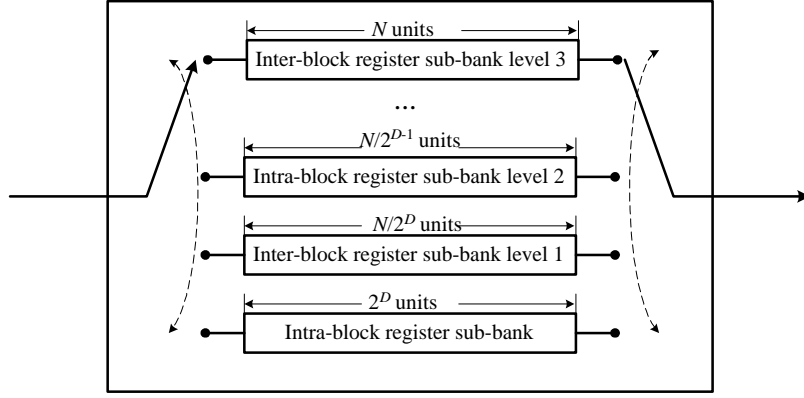 N units
Inter-block register sub-bank level 3
...
N/2^{D-1} units
Intra-block register sub-bank level 2
N/2^D units
Inter-block register sub-bank level 1
2^D units
Intra-block register sub-bank